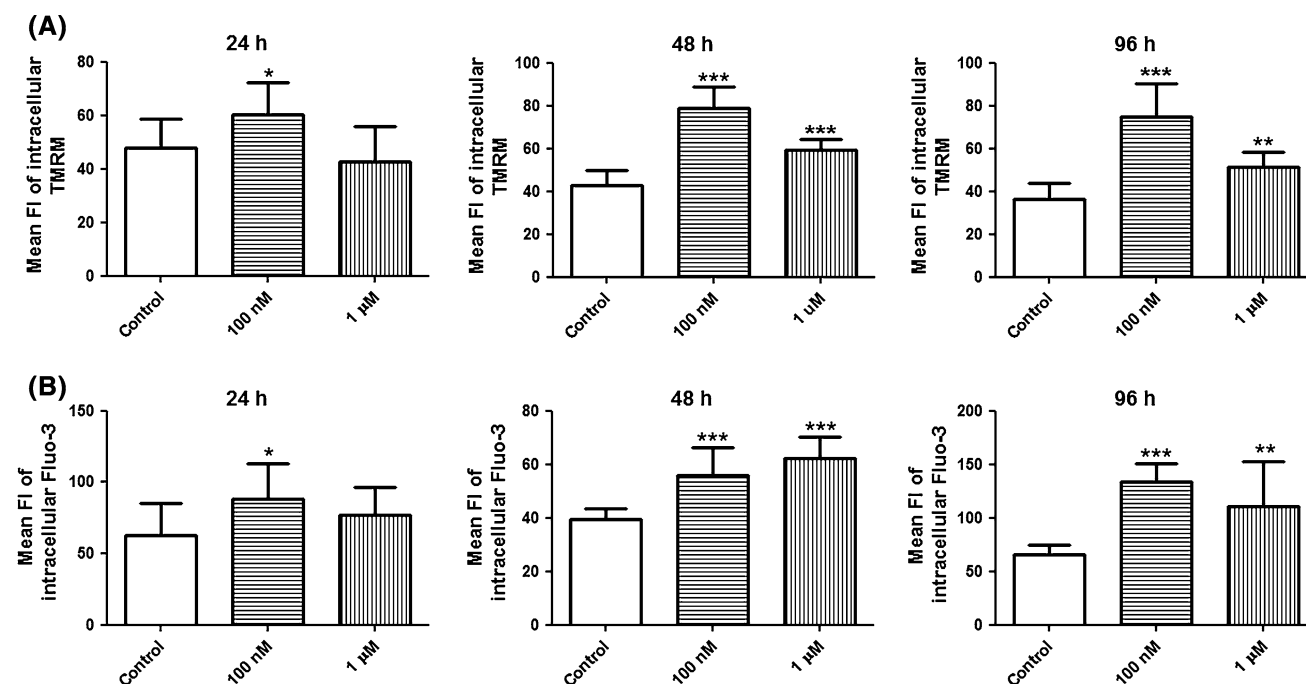 (A)
24 h
Mean FI of intracellular
TMRM
80
60
40
20
0
*
Control
100 nM
1 µM
48 h
Mean FI of intracellular
TMRM
100
80
60
40
20
0
***
***
Control
100 nM
1 uM
96 h
Mean FI of intracellular
TMRM
100
80
60
40
20
0
***
**
Control
100 nM
1 µM
(B)
24 h
Mean FI of
intracellular Fluo-3
150
100
50
0
*
Control
100 nM
1 µM
48 h
Mean FI of
intracellular Fluo-3
80
60
40
20
0
***
***
Control
100 nM
1 µM
96 h
Mean FI of
intracellular Fluo-3
200
150
100
50
0
***
**
Control
100 nM
1 µM